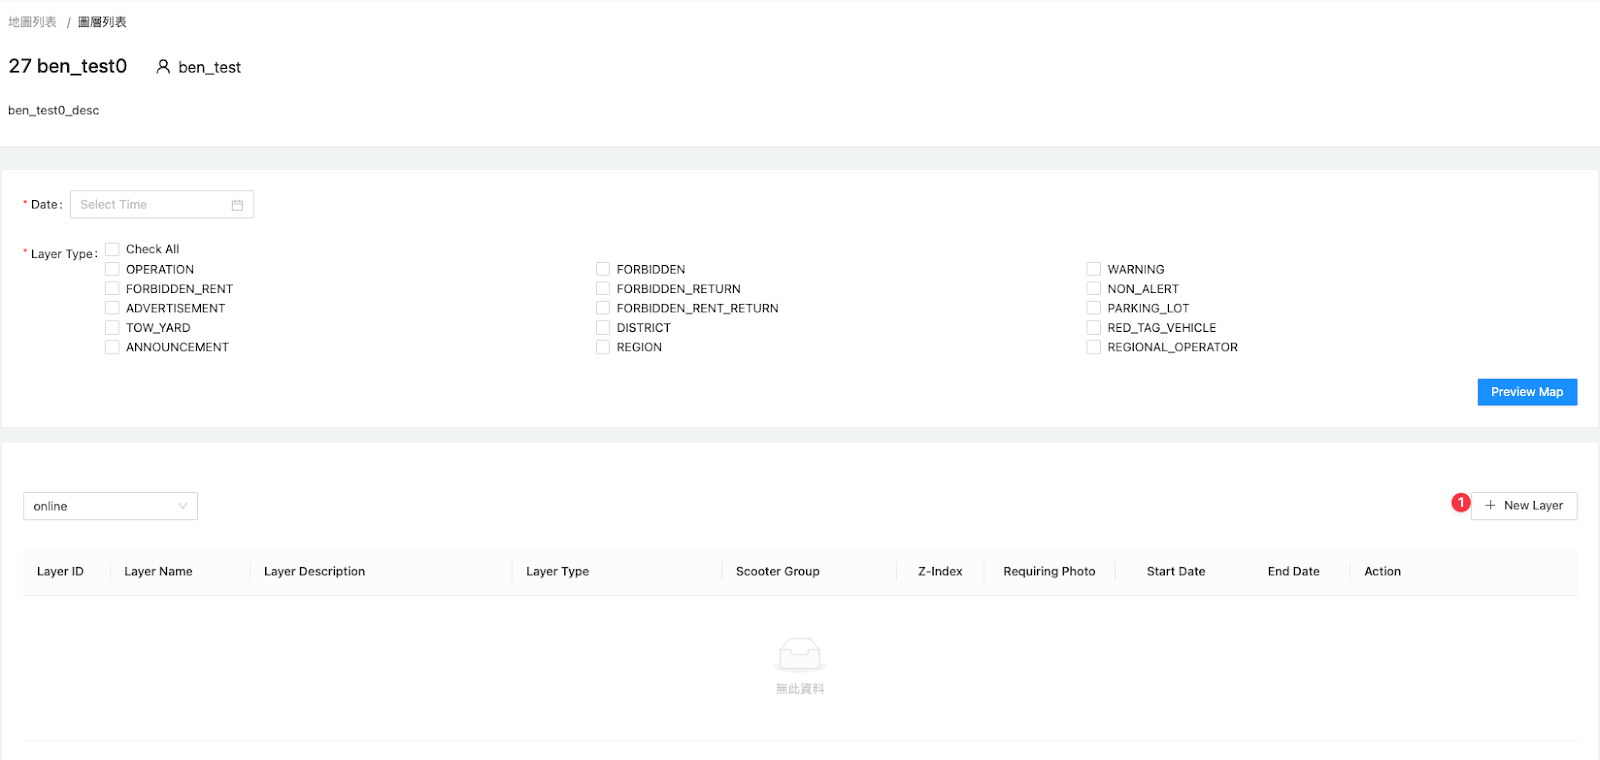 地圖列表 / 圖層列表
27 ben_test0 ben_test
ben_test0_desc
* Date: Select Time
* Layer Type: Check All
OPERATION FORBIDDEN WARNING
FORBIDDEN_RENT FORBIDDEN_RETURN NON_ALERT
ADVERTISEMENT FORBIDDEN_RENT_RETURN PARKING_LOT
TOW_YARD DISTRICT RED_TAG_VEHICLE
ANNOUNCEMENT REGION REGIONAL_OPERATOR
Preview Map
online 1 + New Layer
Layer ID Layer Name Layer Description Layer Type Scooter Group Z-Index Requiring Photo Start Date End Date Action
無此資料